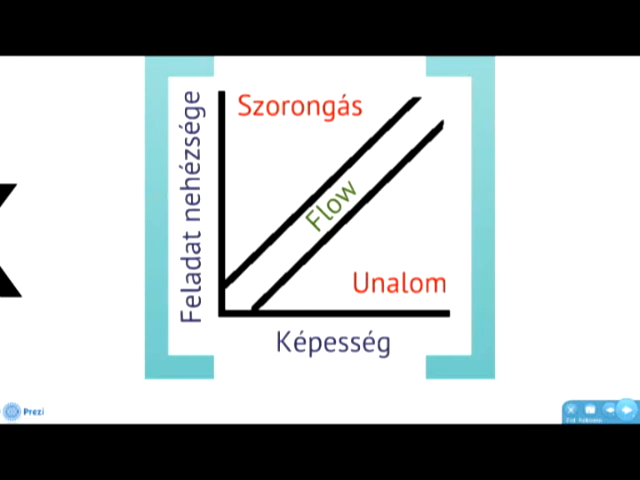 Feladat nehézsége
Szorongás
Flow
Unalom
Képesség
Prezi